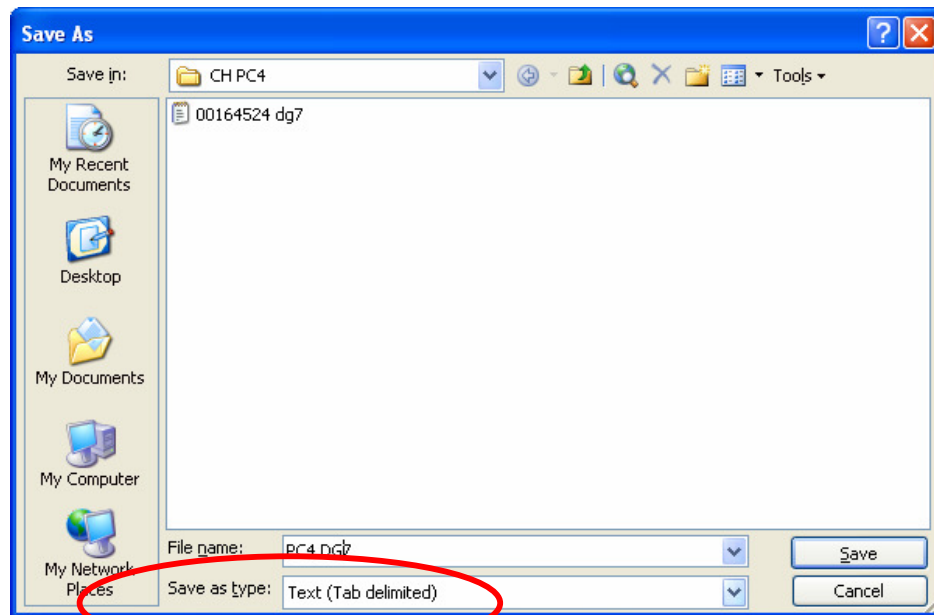 Save As
Save in:
CH PC4
Tools
00164524 dg7
My Recent
Documents
Desktop
My Documents
My Computer
My Network
Places
File name:
PC4 DG7
Save
Save as type:
Text (Tab delimited)
Cancel